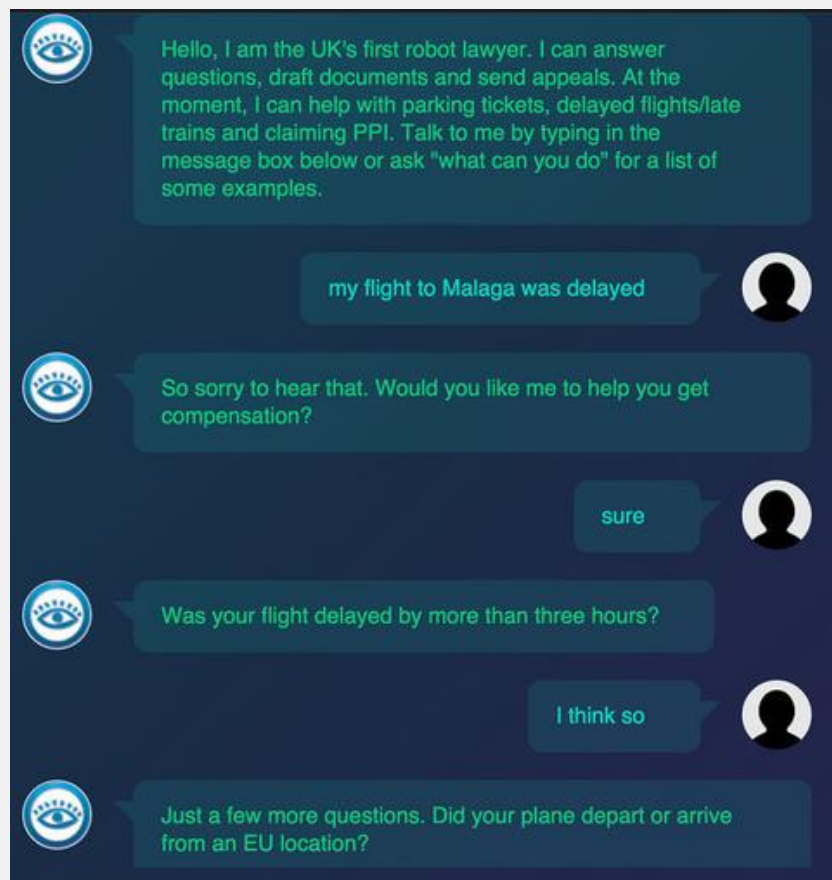 Hello, I am the UK's first robot lawyer. I can answer
questions, draft documents and send appeals. At the
moment, I can help with parking tickets, delayed flights/late
trains and claiming PPI. Talk to me by typing in the
message box below or ask "what can you do" for a list of
some examples.
my flight to Malaga was delayed
So sorry to hear that. Would you like me to help you get
compensation?
sure
Was your flight delayed by more than three hours?
I think so
Just a few more questions. Did your plane depart or arrive
from an EU location?